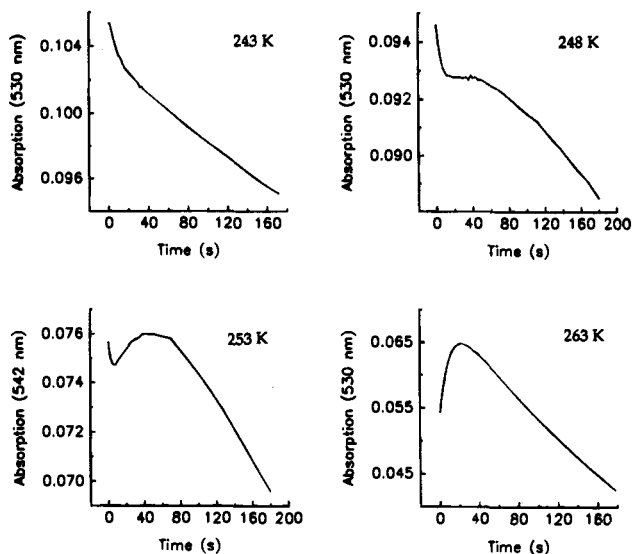 243 K
0.104
0.100
0.096
Absorption (530 nm)
0 40 80 120 160
Time (s)
248 K
0.094
0.092
0.090
Absorption (530 nm)
0 40 80 120 160 200
Time (s)
253 K
0.076
0.074
0.072
0.070
Absorption (542 nm)
0 40 80 120 160 200
Time (s)
263 K
0.065
0.055
0.045
Absorption (530 nm)
0 40 80 120 160
Time (s)